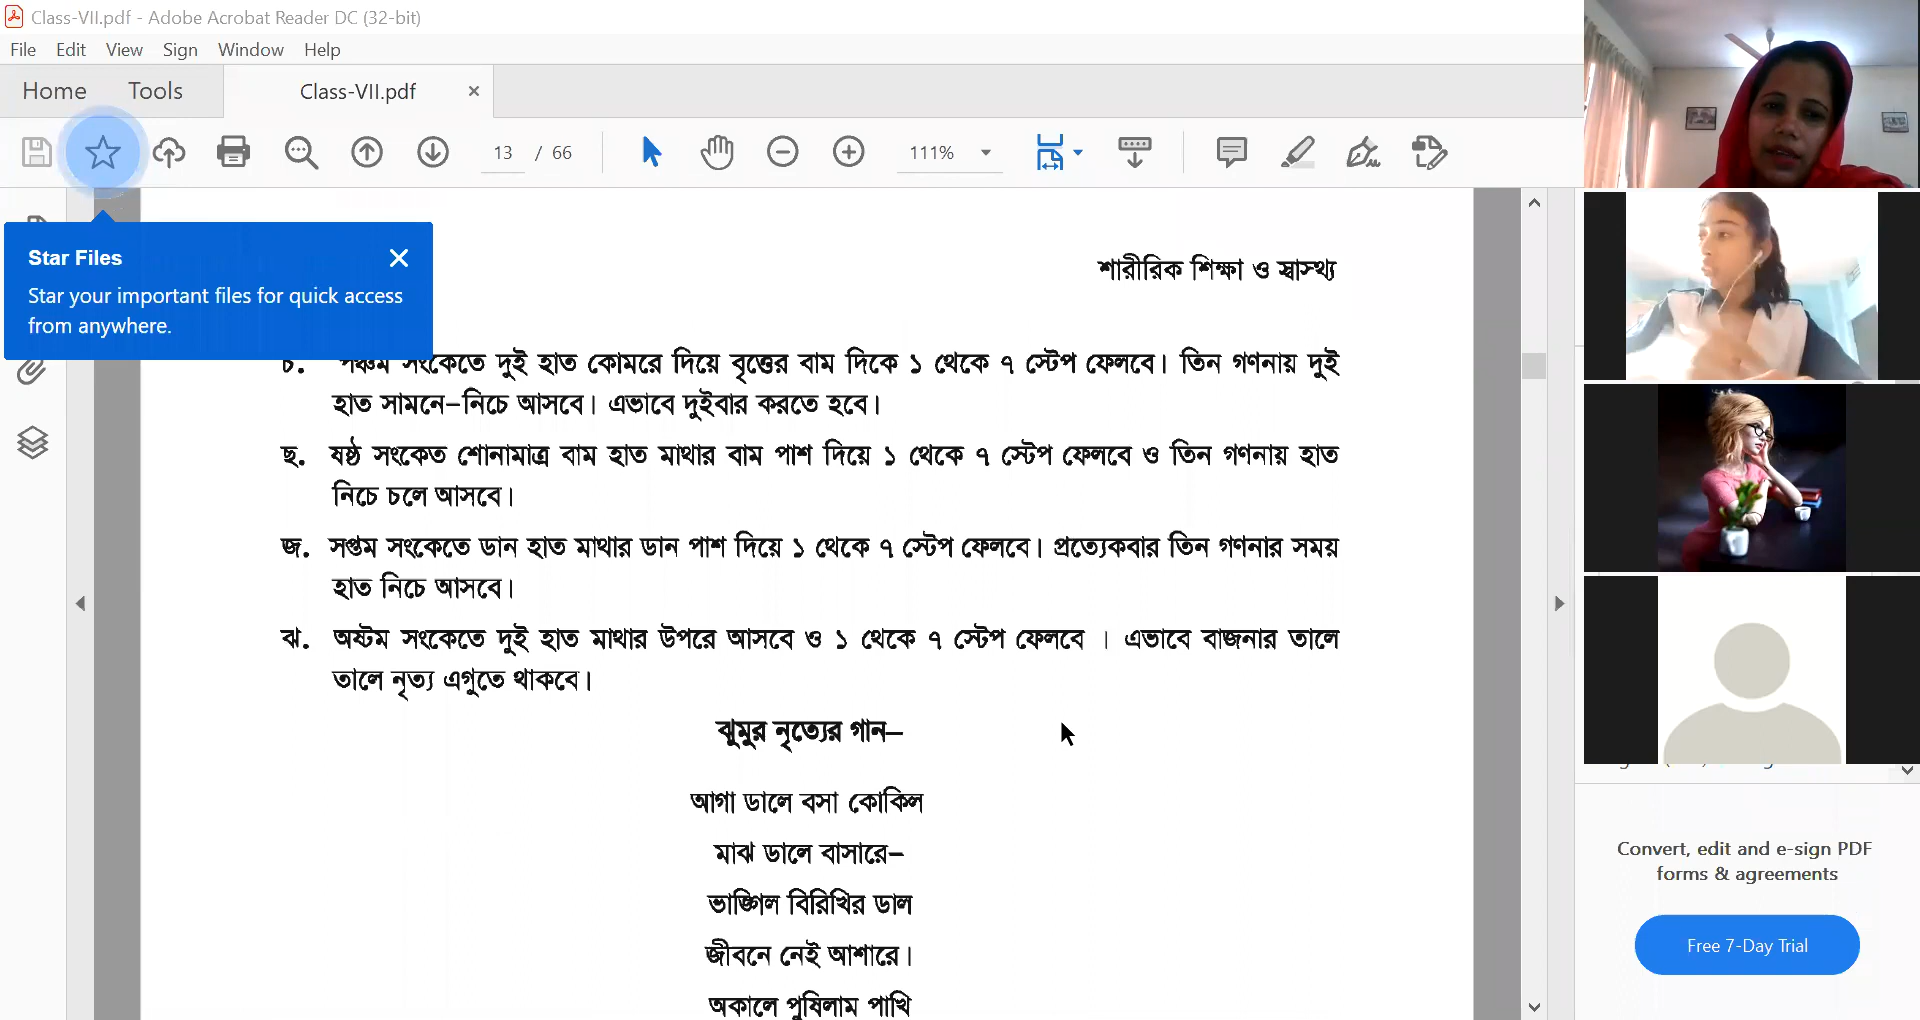 Class-VII.pdf - Adobe Acrobat Reader DC (32-bit)
File Edit View Sign Window Help
Home Tools Class-VII.pdf
13 / 66 111%
Star Files
Star your important files for quick access
from anywhere.
শারীরিক শিক্ষা ও স্বাস্থ্য
চ. পঞ্চম সংকেতে দুই হাত কোমরে দিয়ে বৃত্তের বাম দিকে ১ থেকে ৭ স্টেপ ফেলবে। তিন গণনায় দুই
হাত সামনে–নিচে আসবে। এভাবে দুইবার করতে হবে।
ছ. ষষ্ঠ সংকেত শোনামাত্র বাম হাত মাথার বাম পাশ দিয়ে ১ থেকে ৭ স্টেপ ফেলবে ও তিন গণনায় হাত
নিচে চলে আসবে।
জ. সপ্তম সংকেতে ডান হাত মাথার ডান পাশ দিয়ে ১ থেকে ৭ স্টেপ ফেলবে। প্রত্যেকবার তিন গণনার সময়
হাত নিচে আসবে।
ঝ. অষ্টম সংকেতে দুই হাত মাথার উপরে আসবে ও ১ থেকে ৭ স্টেপ ফেলবে । এভাবে বাজনার তালে
তালে নৃত্য এগুতে থাকবে।
ঝুমুর নৃত্যের গান–
আগা ডালে বসা কোকিল
মাঝ ডালে বাসারে–
ভাঙ্গিল বিরিখির ডাল
জীবনে নেই আশারে।
অকালে পুষিলাম পাখি
Convert, edit and e-sign PDF
forms & agreements
Free 7-Day Trial